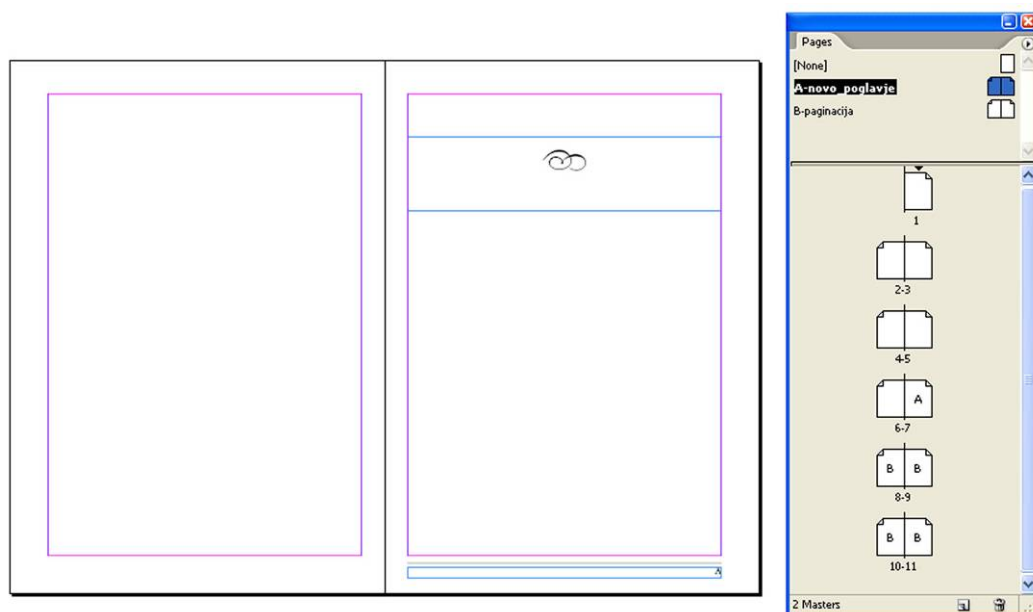 Pages
[None]
A-novo_poglavje
B-paginacija
1
2-3
4-5
A
6-7
B B
8-9
B B
10-11
A
2 Masters